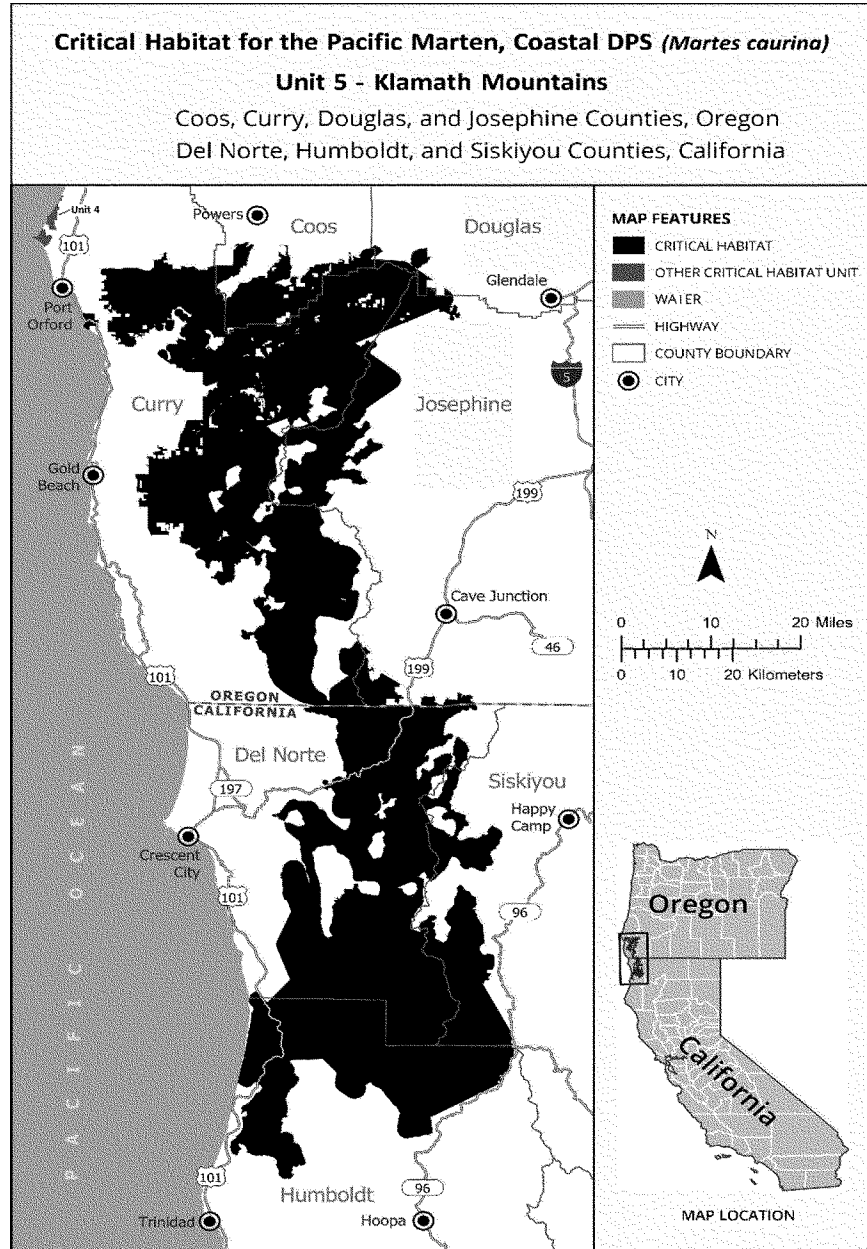 Critical Habitat for the Pacific Marten, Coastal DPS (Martes caurina)
Unit 5 - Klamath Mountains
Coos, Curry, Douglas, and Josephine Counties, Oregon
Del Norte, Humboldt, and Siskiyou Counties, California
Unit 4
101
Powers
Coos
Douglas
Glendale
Port
Orford
5
Curry
Josephine
Gold
Beach
199
Cave Junction
46
199
101
OREGON
CALIFORNIA
Del Norte
Siskiyou
197
Happy
Camp
Crescent
City
101
96
PACIFIC OCEAN
101
Humboldt
96
Trinidad
Hoopa
MAP FEATURES
CRITICAL HABITAT
OTHER CRITICAL HABITAT UNIT
WATER
HIGHWAY
COUNTY BOUNDARY
CITY
N
0 10 20 Miles
0 10 20 Kilometers
Oregon
California
MAP LOCATION